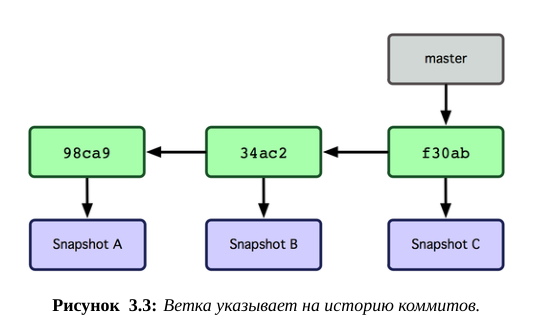 master
98ca9
34ac2
f30ab
Snapshot A
Snapshot B
Snapshot C
Рисунок 3.3: Ветка указывает на историю коммитов.